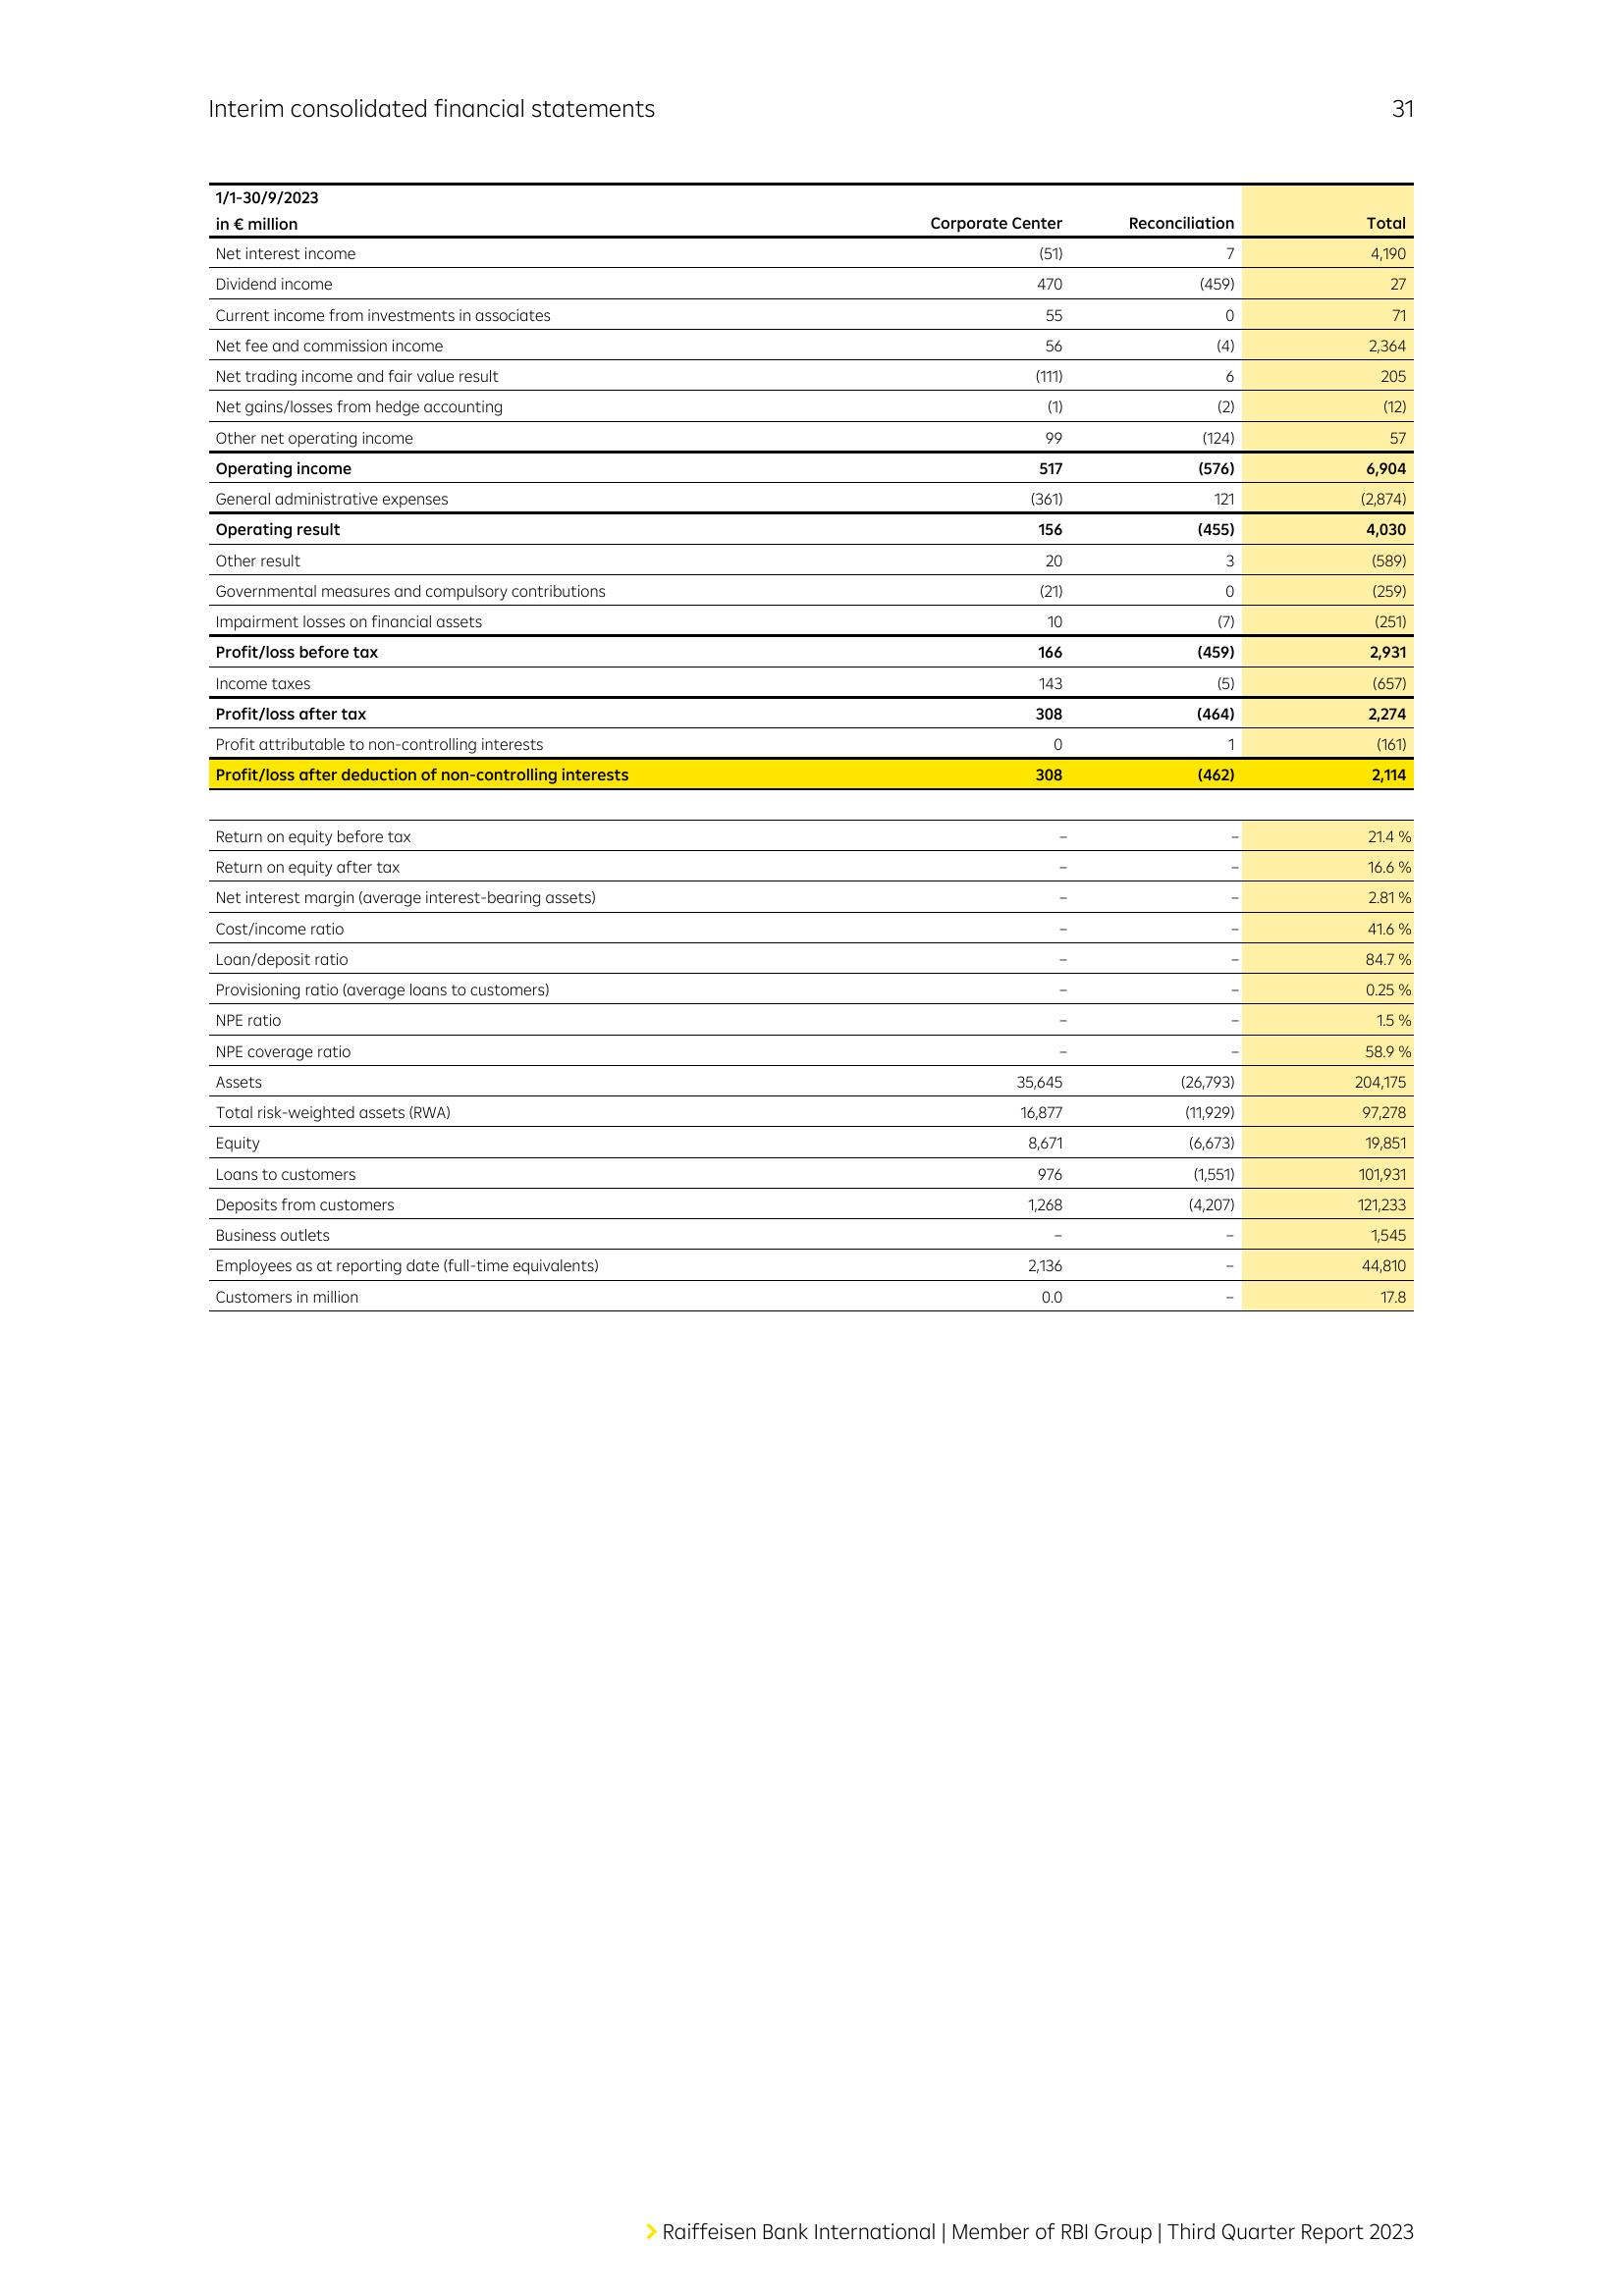 Interim consolidated financial statements 31
1/1-30/9/2023
in € million Corporate Center Reconciliation Total
Net interest income (51) 7 4,190
Dividend income 470 (459) 27
Current income from investments in associates 55 0 71
Net fee and commission income 56 (4) 2,364
Net trading income and fair value result (111) 6 205
Net gains/losses from hedge accounting (1) (2) (12)
Other net operating income 99 (124) 57
Operating income 517 (576) 6,904
General administrative expenses (361) 121 (2,874)
Operating result 156 (455) 4,030
Other result 20 3 (589)
Governmental measures and compulsory contributions (21) 0 (259)
Impairment losses on financial assets 10 (7) (251)
Profit/loss before tax 166 (459) 2,931
Income taxes 143 (5) (657)
Profit/loss after tax 308 (464) 2,274
Profit attributable to non-controlling interests 0 1 (161)
Profit/loss after deduction of non-controlling interests 308 (462) 2,114
Return on equity before tax – – 21.4 %
Return on equity after tax – – 16.6 %
Net interest margin (average interest-bearing assets) – – 2.81 %
Cost/income ratio – – 41.6 %
Loan/deposit ratio – – 84.7 %
Provisioning ratio (average loans to customers) – – 0.25 %
NPE ratio – – 1.5 %
NPE coverage ratio – – 58.9 %
Assets 35,645 (26,793) 204,175
Total risk-weighted assets (RWA) 16,877 (11,929) 97,278
Equity 8,671 (6,673) 19,851
Loans to customers 976 (1,551) 101,931
Deposits from customers 1,268 (4,207) 121,233
Business outlets – – 1,545
Employees as at reporting date (full-time equivalents) 2,136 – 44,810
Customers in million 0.0 – 17.8
Raiffeisen Bank International | Member of RBI Group | Third Quarter Report 2023